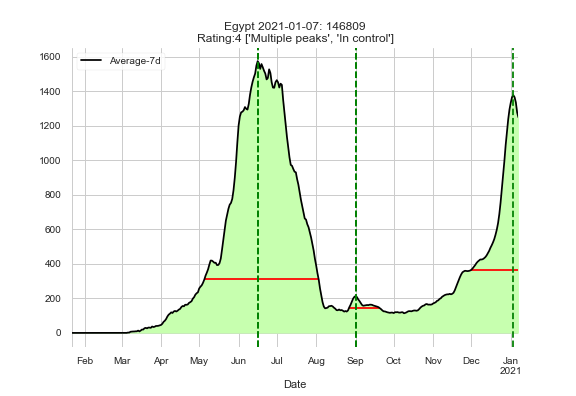 Egypt 2021-01-07: 146809
Rating:4 ['Multiple peaks', 'In control']
Average-7d
1600
1400
1200
1000
800
600
400
200
0
Feb Mar Apr May Jun Jul Aug Sep Oct Nov Dec Jan
2021
Date